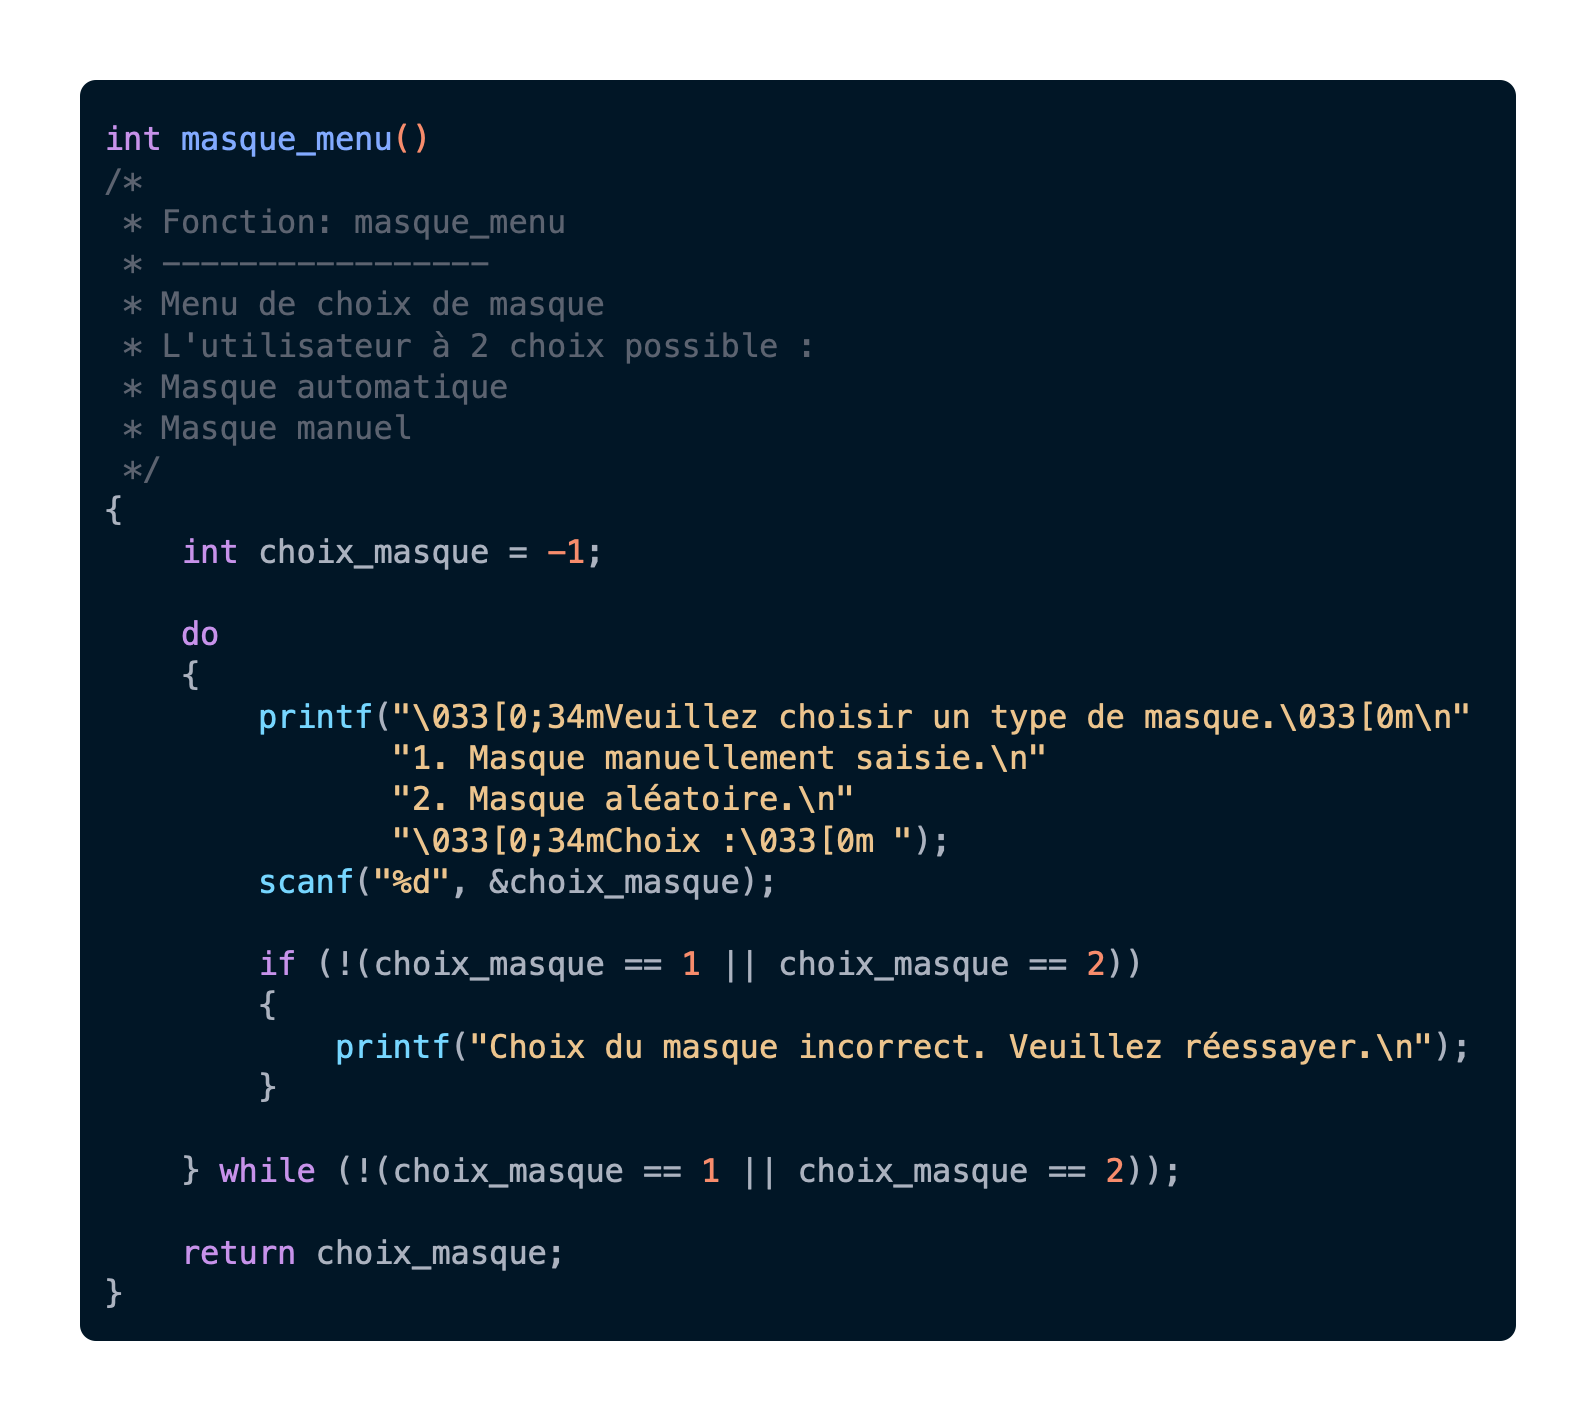 int masque_menu()
/*
 * Fonction: masque_menu
 * -----------------
 * Menu de choix de masque
 * L'utilisateur à 2 choix possible :
 * Masque automatique
 * Masque manuel
 */
{
    int choix_masque = -1;

    do
    {
        printf("\033[0;34mVeuillez choisir un type de masque.\033[0m\n"
               "1. Masque manuellement saisie.\n"
               "2. Masque aléatoire.\n"
               "\033[0;34mChoix :\033[0m ");
        scanf("%d", &choix_masque);

        if (!(choix_masque == 1 || choix_masque == 2))
        {
            printf("Choix du masque incorrect. Veuillez réessayer.\n");
        }

    } while (!(choix_masque == 1 || choix_masque == 2));

    return choix_masque;
}